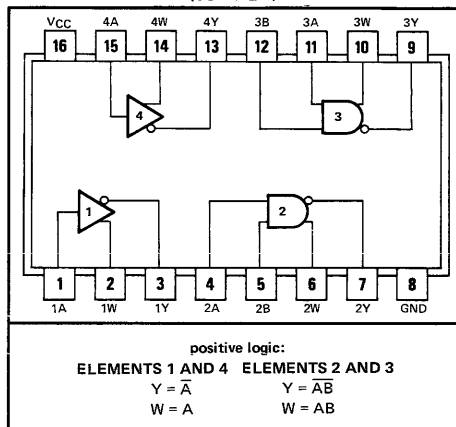 VCC 4A 4W 4Y 3B 3A 3W 3Y
16 15 14 13 12 11 10 9
4 3
1 2
1 2 3 4 5 6 7 8
1A 1W 1Y 2A 2B 2W 2Y GND
positive logic:
ELEMENTS 1 AND 4 ELEMENTS 2 AND 3
Y = A̅ Y = A̅B̅
W = A W = AB